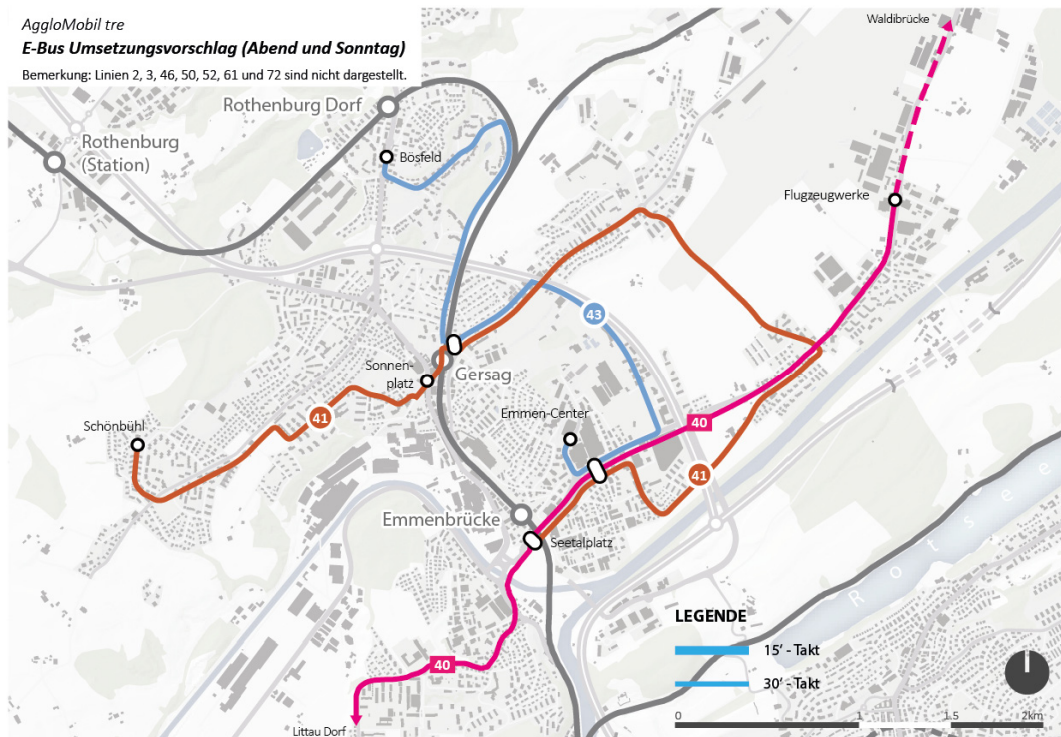 AggloMobil tre
E-Bus Umsetzungsvorschlag (Abend und Sonntag)
Bemerkung: Linien 2, 3, 46, 50, 52, 61 und 72 sind nicht dargestellt.
Waldibrücke
Rothenburg Dorf
Rothenburg
(Station)
Bösfeld
Flugzeugwerke
43
Sonnen-
platz
Gersag
Emmen-Center
41
40
Schönbühl
41
Emmenbrücke
Seetalplatz
Rotsee
40
Littau Dorf
LEGENDE
15' - Takt
30' - Takt
0
1
1.5
2km